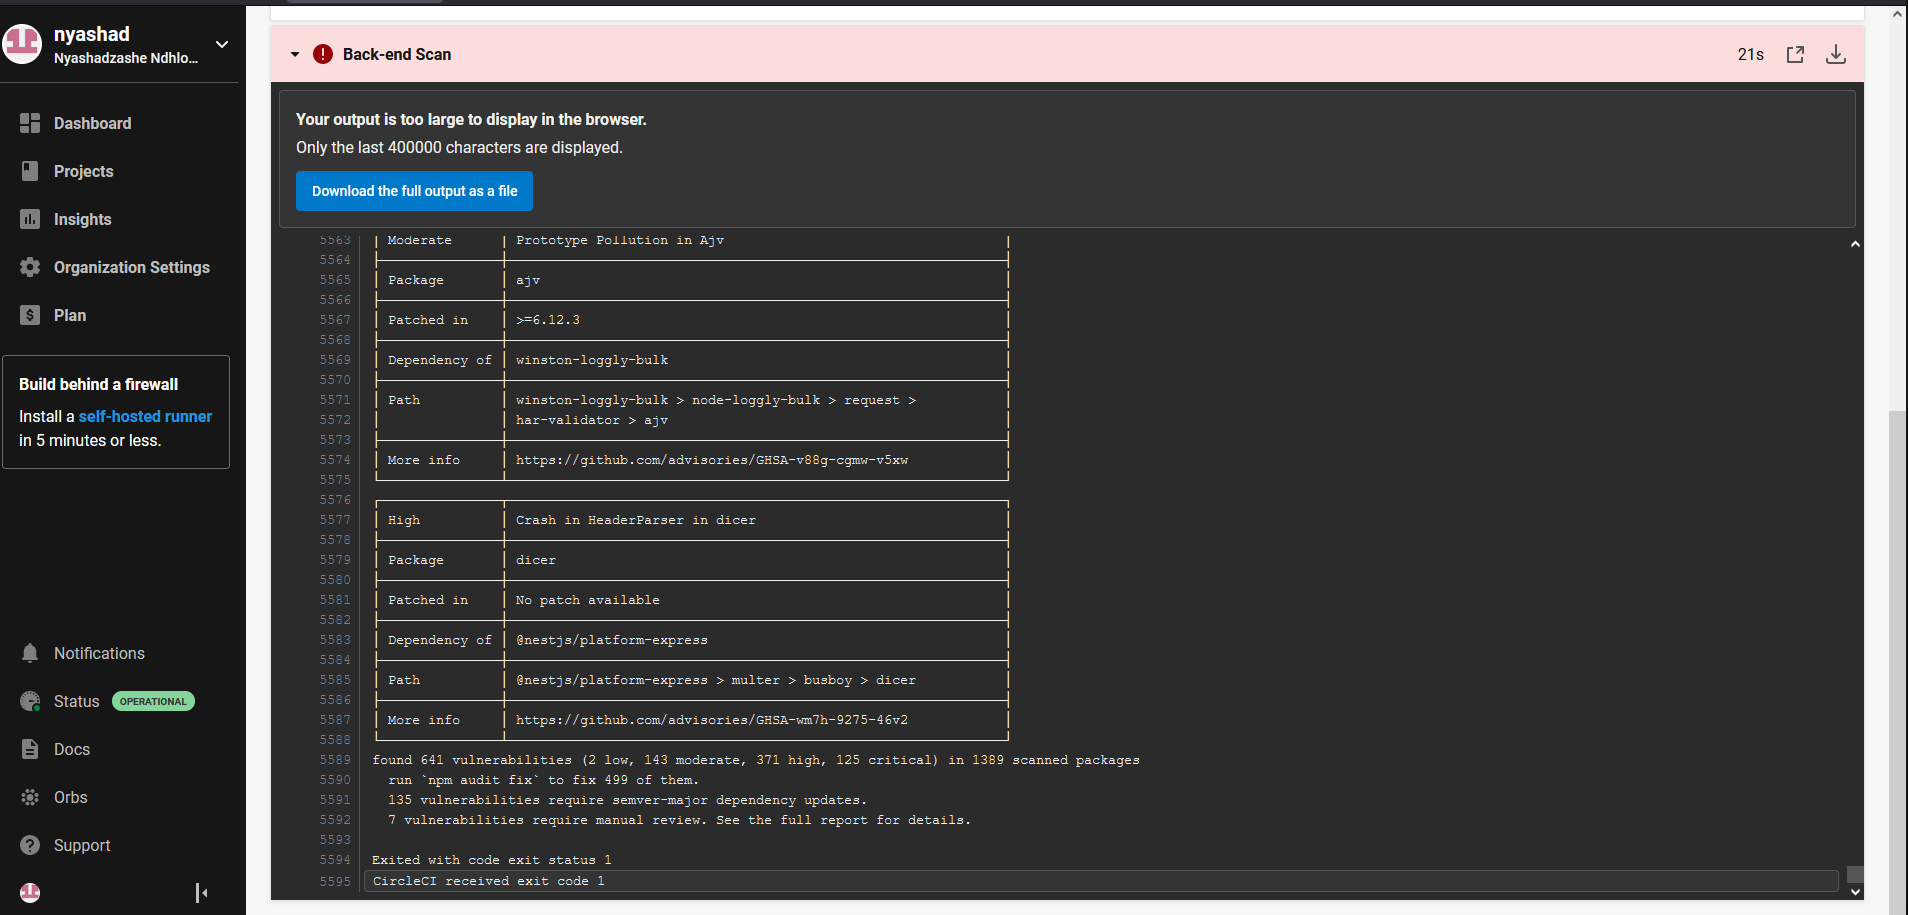 nyashad
Nyashadzashe Ndhlo...
Dashboard
Projects
Insights
Organization Settings
Plan
Build behind a firewall
Install a self-hosted runner
in 5 minutes or less.
Notifications
Status OPERATIONAL
Docs
Orbs
Support
Back-end Scan 21s
Your output is too large to display in the browser.
Only the last 400000 characters are displayed.
Download the full output as a file
5563 Moderate Prototype Pollution in Ajv
5564
5565 Package ajv
5566
5567 Patched in >=6.12.3
5568
5569 Dependency of winston-loggly-bulk
5570
5571 Path winston-loggly-bulk > node-loggly-bulk > request >
5572 har-validator > ajv
5573
5574 More info https://github.com/advisories/GHSA-v88g-cgmw-v5xw
5575
5576
5577 High Crash in HeaderParser in dicer
5578
5579 Package dicer
5580
5581 Patched in No patch available
5582
5583 Dependency of @nestjs/platform-express
5584
5585 Path @nestjs/platform-express > multer > busboy > dicer
5586
5587 More info https://github.com/advisories/GHSA-wm7h-9275-46v2
5588
5589 found 641 vulnerabilities (2 low, 143 moderate, 371 high, 125 critical) in 1389 scanned packages
5590 run `npm audit fix` to fix 499 of them.
5591 135 vulnerabilities require semver-major dependency updates.
5592 7 vulnerabilities require manual review. See the full report for details.
5593
5594 Exited with code exit status 1
5595 CircleCI received exit code 1